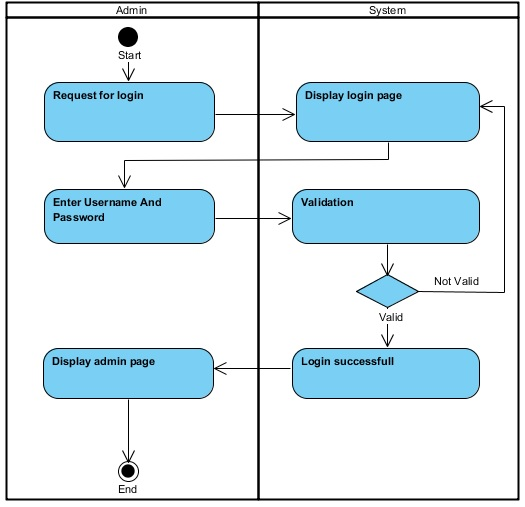 Admin
System
Start
Request for login
Display login page
Enter Username And
Password
Validation
Not Valid
Valid
Display admin page
Login successfull
End